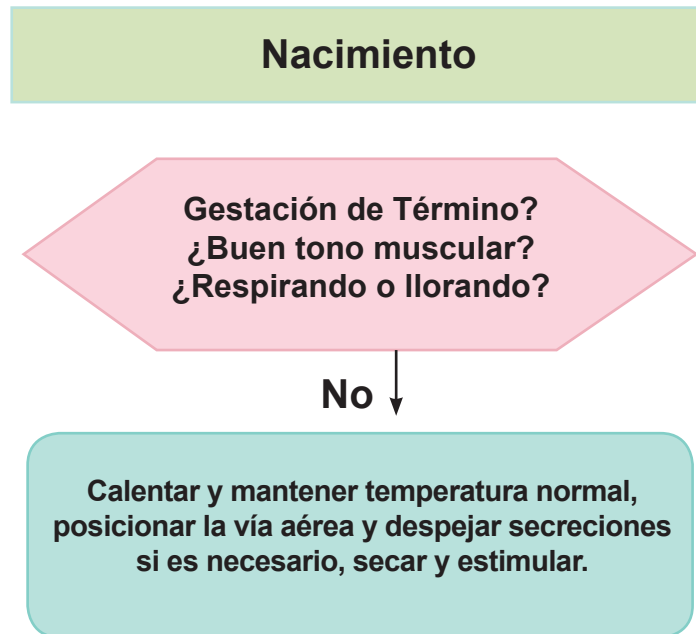 Nacimiento
Gestación de Término?
¿Buen tono muscular?
¿Respirando o llorando?
No
Calentar y mantener temperatura normal,
posicionar la vía aérea y despejar secreciones
si es necesario, secar y estimular.